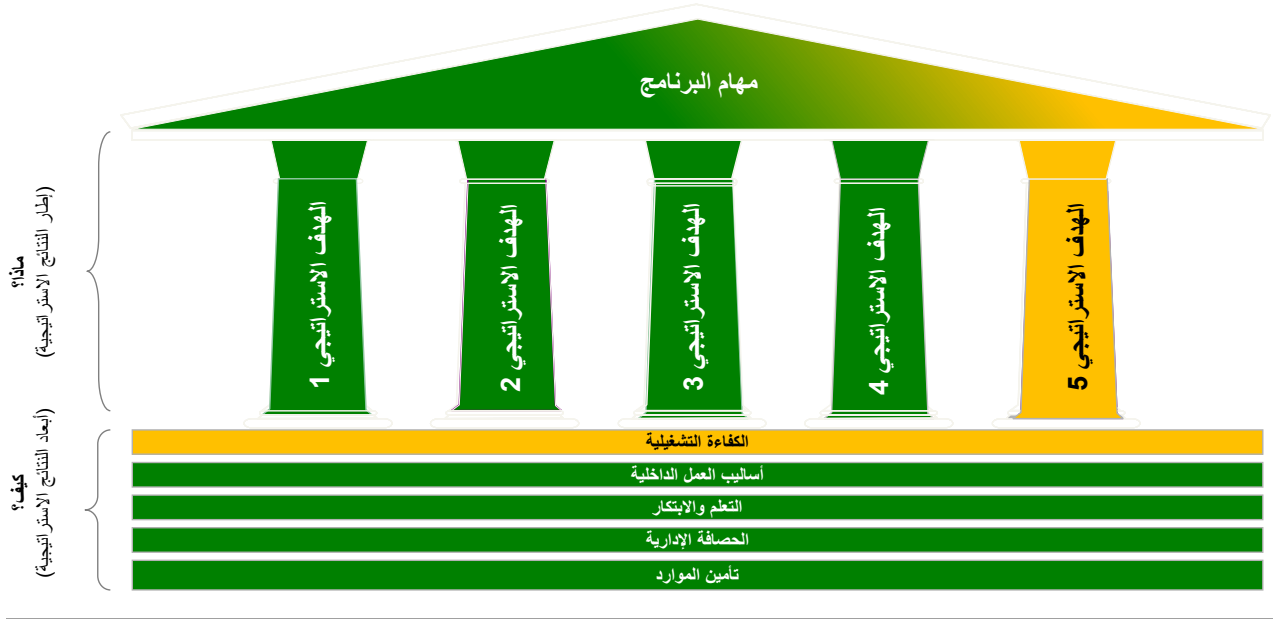 مهام البرنامج
ماذا؟
(إطار النتائج الاستراتيجية)
الهدف الاستراتيجي 1
الهدف الاستراتيجي 2
الهدف الاستراتيجي 3
الهدف الاستراتيجي 4
الهدف الاستراتيجي 5
كيف؟
(أبعاد النتائج الاستراتيجية)
الكفاءة التشغيلية
أساليب العمل الداخلية
التعلم والابتكار
الحصافة الإدارية
تأمين الموارد